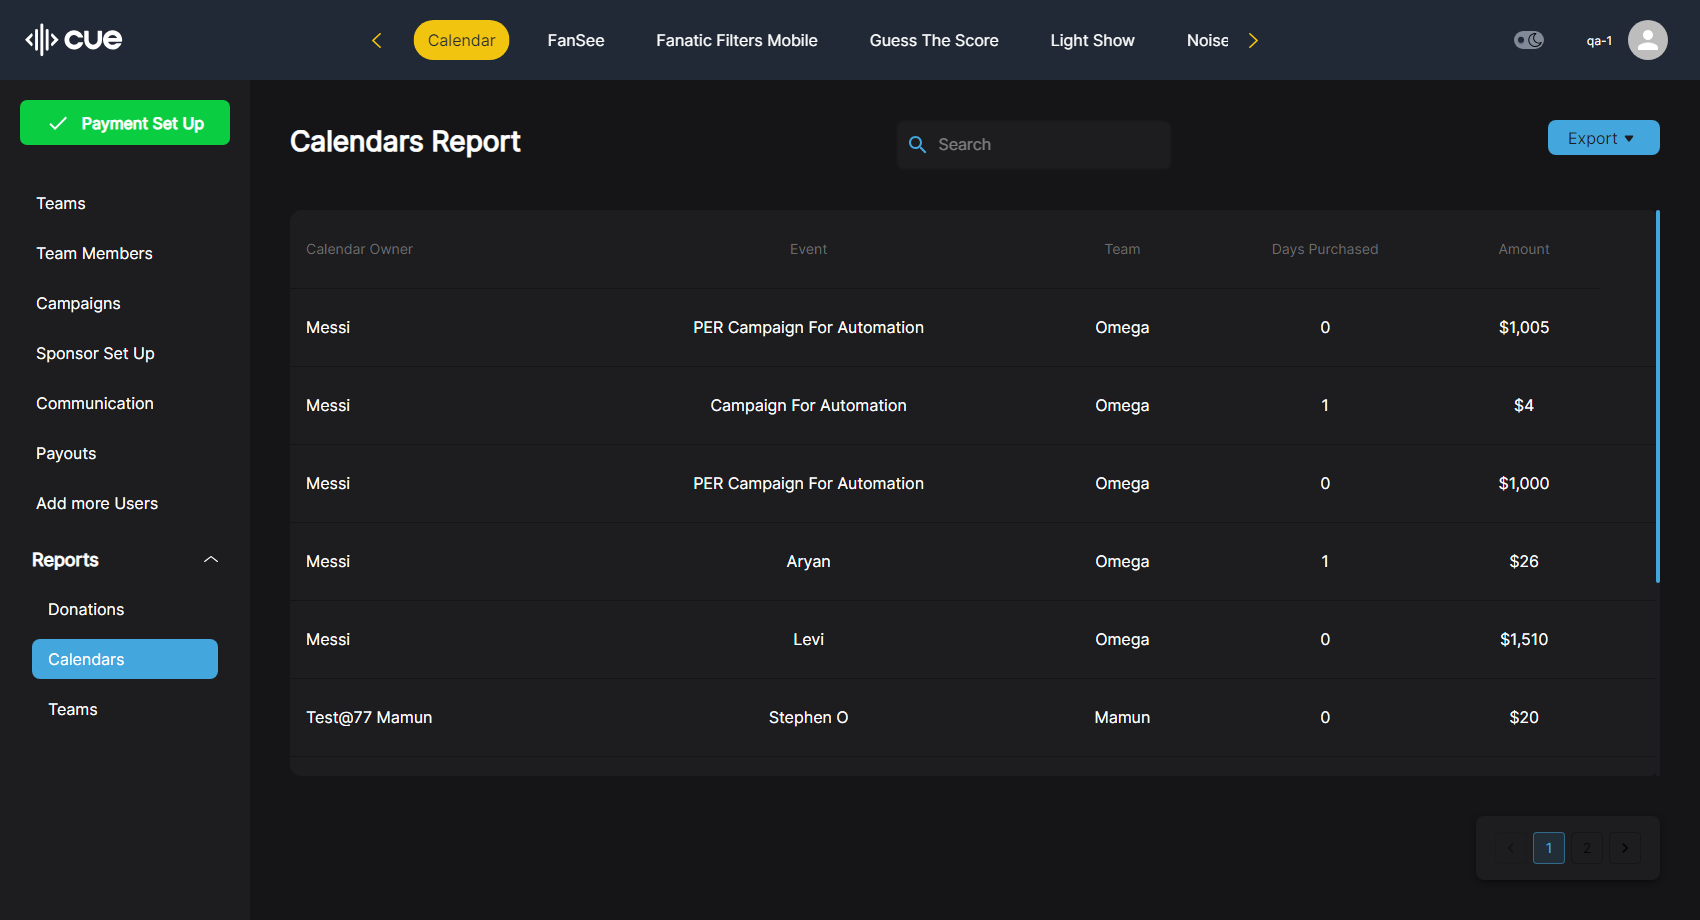 cue
Calendar FanSee Fanatic Filters Mobile Guess The Score Light Show Noise
qa-1
Payment Set Up
Teams
Team Members
Campaigns
Sponsor Set Up
Communication
Payouts
Add more Users
Reports
Donations
Calendars
Teams
Calendars Report
Search
Export
Calendar Owner Event Team Days Purchased Amount
Messi PER Campaign For Automation Omega 0 $1,005
Messi Campaign For Automation Omega 1 $4
Messi PER Campaign For Automation Omega 0 $1,000
Messi Aryan Omega 1 $26
Messi Levi Omega 0 $1,510
Test@77 Mamun Stephen O Mamun 0 $20
1 2